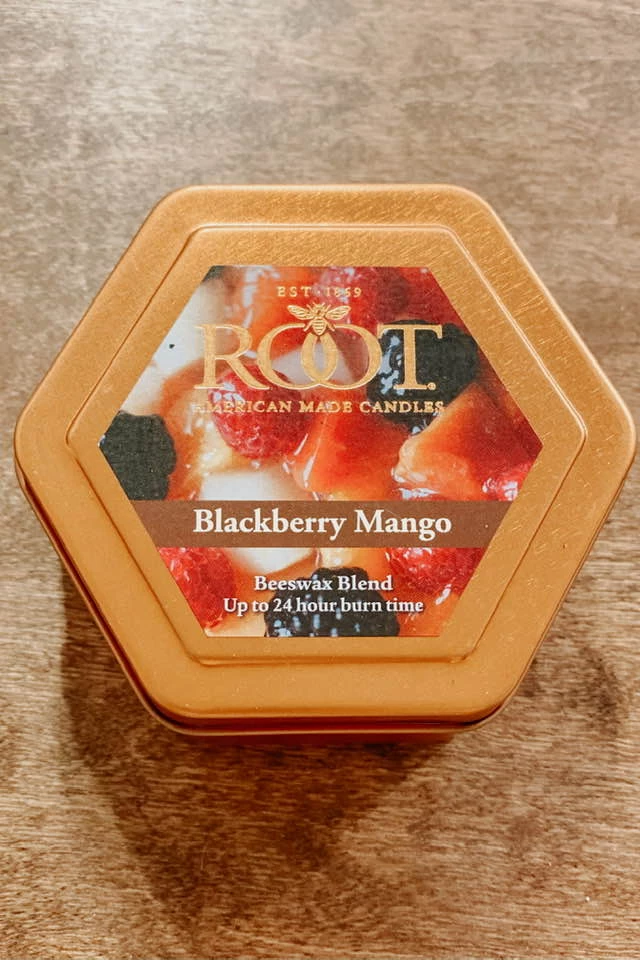 EST. 1869
ROOT
AMERICAN MADE CANDLES
Blackberry Mango
Beeswax Blend
Up to 24 hour burn time